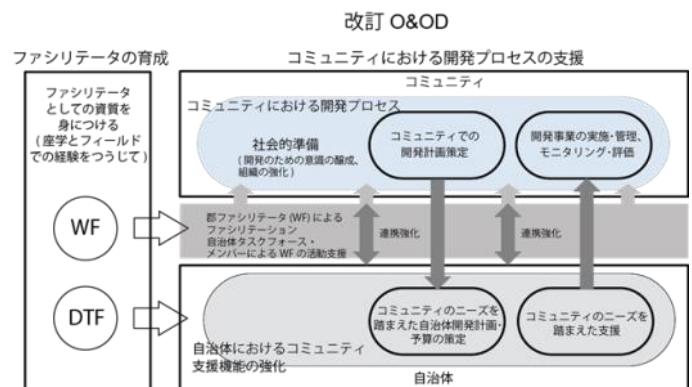 改訂 O&OD
ファシリテータの育成
コミュニティにおける開発プロセスの支援
ファシリテータ
としての資質を
身につける
(座学とフィールド
での経験をつうじて)
WF
DTF
コミュニティ
コミュニティにおける開発プロセス
社会的準備
(開発のための意識の醸成、
組織の強化)
コミュニティでの
開発計画策定
開発事業の実施・管理、
モニタリング・評価
郡ファシリテータ(WF)による
ファシリテーション
自治体タスクフォース・
メンバーによる WF の活動支援
連携強化
連携強化
コミュニティのニーズを
踏まえた自治体開発計画・
予算の策定
コミュニティのニーズを
踏まえた支援
自治体におけるコミュニティ
支援機能の強化
自治体